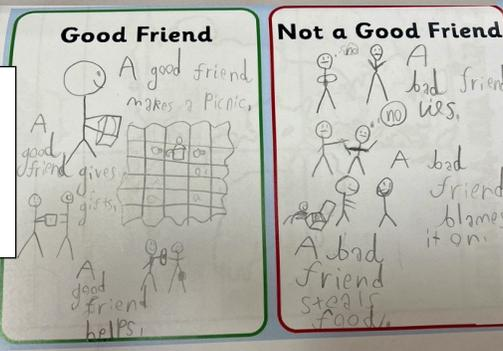 Good Friend
A good friend
makes a Picnic.
A
good
friend gives
gifts,
A
good
friend
helps,
Not a Good Friend
no
A
bad friend
lies.
no
A bad
friend
blames
it on.
A bad
friend
steals
food.